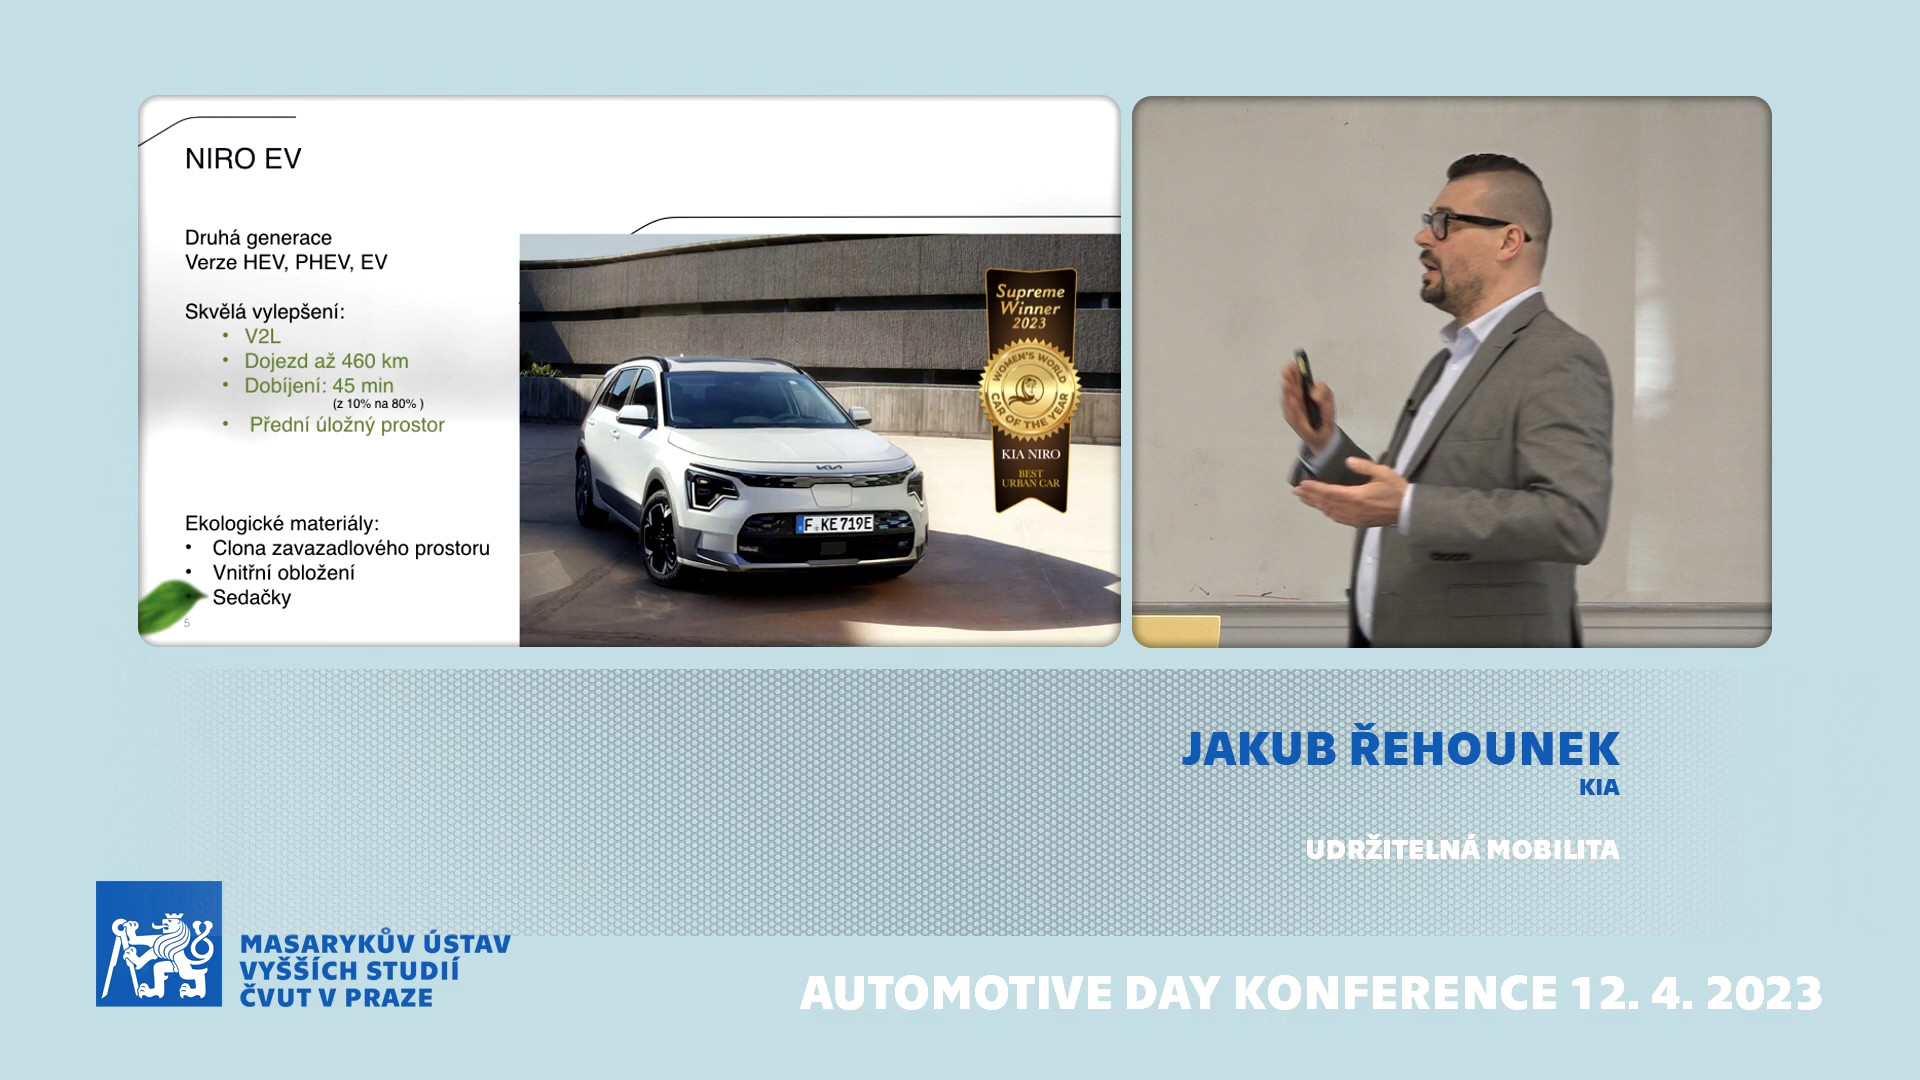 NIRO EV
Druhá generace
Verze HEV, PHEV, EV
Skvělá vylepšení:
• V2L
• Dojezd až 460 km
• Dobíjení: 45 min
(z 10% na 80% )
• Přední úložný prostor
Ekologické materiály:
• Clona zavazadlového prostoru
• Vnitřní obložení
• Sedačky
5
Supreme
Winner
2023
WOMEN'S WORLD
CAR OF THE YEAR
KIA NIRO
BEST
URBAN CAR
KIA
F KE 719E
JAKUB ŘEHOUNEK
KIA
UDRŽITELNÁ MOBILITA
MASARYKŮV ÚSTAV
VYŠŠÍCH STUDIÍ
ČVUT V PRAZE
AUTOMOTIVE DAY KONFERENCE 12. 4. 2023